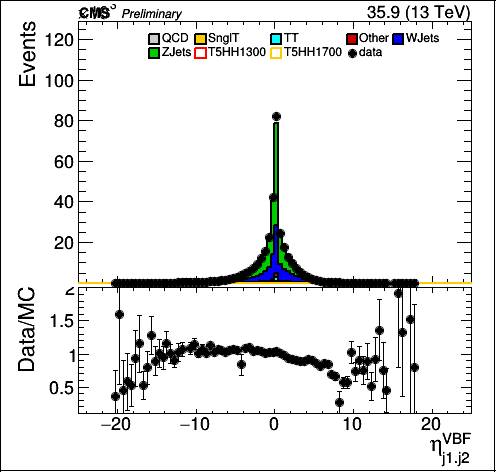 CMS Preliminary 35.9 (13 TeV)
Events
QCD SnglT TT Other WJets
ZJets T5HH1300 T5HH1700 data
120
100
80
60
40
20
Data/MC
2
1.5
1
0.5
−20 −10 0 10 20
η^VBF_j1.j2